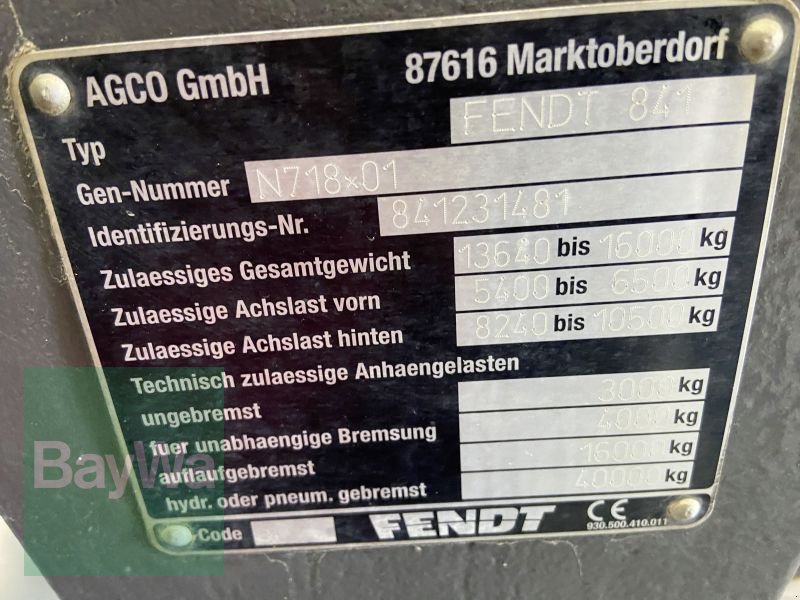 AGCO GmbH 87616 Marktoberdorf
Typ FENDT 841
Gen-Nummer N718x01
Identifizierungs-Nr. 841231481
Zulaessiges Gesamtgewicht 13640 bis 16000 kg
Zulaessige Achslast vorn 5400 bis 6500 kg
Zulaessige Achslast hinten 8240 bis 10500 kg
Technisch zulaessige Anhaengelasten
ungebremst 3000 kg
fuer unabhaengige Bremsung 4000 kg
auflaufgebremst 16000 kg
hydr. oder pneum. gebremst 40000 kg
Code FENDT CE
930.500.410.011
BayWa